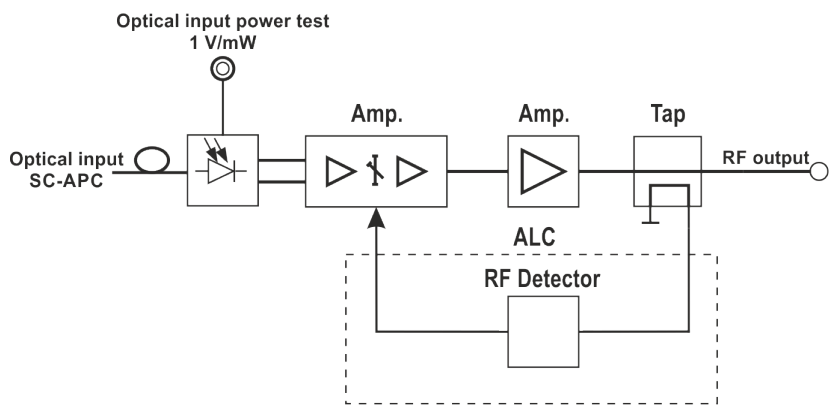 Optical input power test
1 V/mW
Amp.
Amp.
Tap
Optical input
SC-APC
RF output
ALC
RF Detector